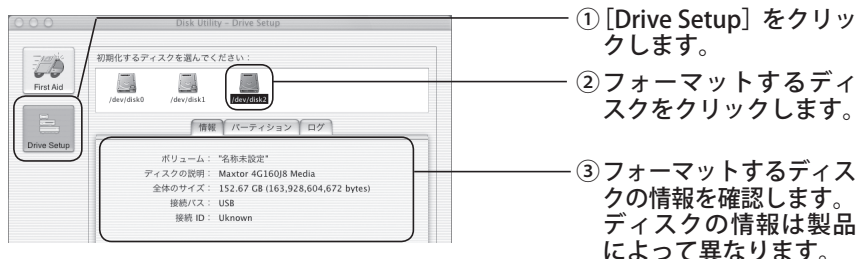 Disk Utility – Drive Setup
First Aid
Drive Setup
初期化するディスクを選んでください：
/dev/disk0
/dev/disk1
/dev/disk2
情報
パーティション
ログ
ボリューム： "名称未設定"
ディスクの説明： Maxtor 4G160J8 Media
全体のサイズ： 152.67 GB (163,928,604,672 bytes)
接続バス： USB
接続 ID： Uknown
①［Drive Setup］をクリッ
クします。
②フォーマットするディ
スクをクリックします。
③フォーマットするディス
クの情報を確認します。
ディスクの情報は製品
によって異なります。